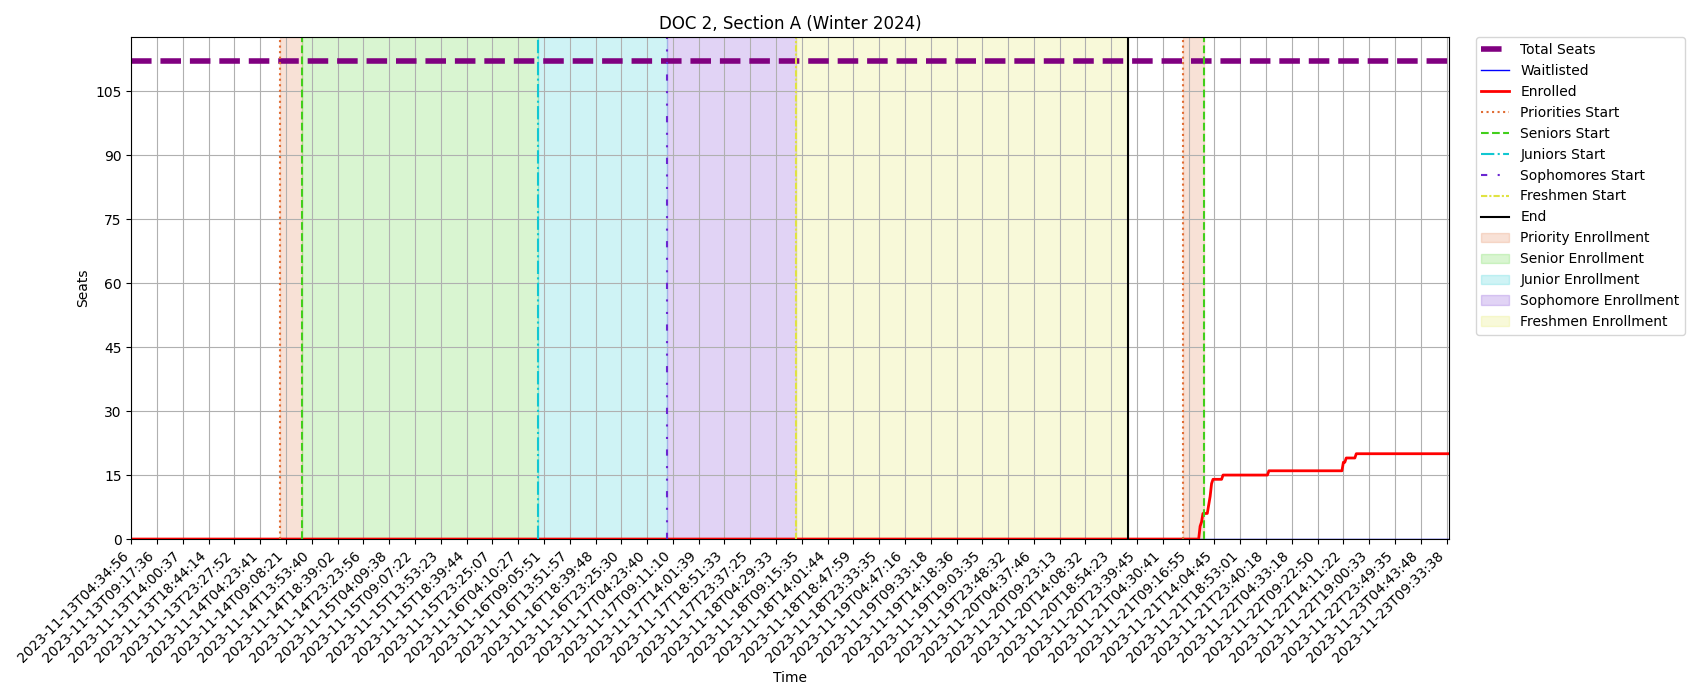 DOC 2, Section A (Winter 2024)
Seats
105
90
75
60
45
30
15
0
2023-11-13T04:34:56
2023-11-13T09:17:36
2023-11-13T14:00:37
2023-11-13T18:44:14
2023-11-13T23:27:52
2023-11-14T04:23:41
2023-11-14T09:08:21
2023-11-14T13:53:40
2023-11-14T18:39:02
2023-11-14T23:23:56
2023-11-15T04:09:38
2023-11-15T09:07:22
2023-11-15T13:53:23
2023-11-15T18:39:44
2023-11-15T23:25:07
2023-11-16T04:10:27
2023-11-16T09:05:51
2023-11-16T13:51:57
2023-11-16T18:39:48
2023-11-16T23:25:30
2023-11-17T04:23:40
2023-11-17T09:11:10
2023-11-17T14:01:39
2023-11-17T18:51:33
2023-11-17T23:37:25
2023-11-18T04:29:33
2023-11-18T09:15:35
2023-11-18T14:01:44
2023-11-18T18:47:59
2023-11-18T23:33:35
2023-11-19T04:47:16
2023-11-19T09:33:18
2023-11-19T14:18:36
2023-11-19T19:03:35
2023-11-19T23:48:32
2023-11-20T04:37:46
2023-11-20T09:23:13
2023-11-20T14:08:32
2023-11-20T18:54:23
2023-11-20T23:39:45
2023-11-21T04:30:41
2023-11-21T09:16:55
2023-11-21T14:04:45
2023-11-21T18:53:01
2023-11-21T23:40:18
2023-11-22T04:33:18
2023-11-22T09:22:50
2023-11-22T14:11:22
2023-11-22T19:00:33
2023-11-22T23:49:35
2023-11-23T04:43:48
2023-11-23T09:33:38
Time
Total Seats
Waitlisted
Enrolled
Priorities Start
Seniors Start
Juniors Start
Sophomores Start
Freshmen Start
End
Priority Enrollment
Senior Enrollment
Junior Enrollment
Sophomore Enrollment
Freshmen Enrollment